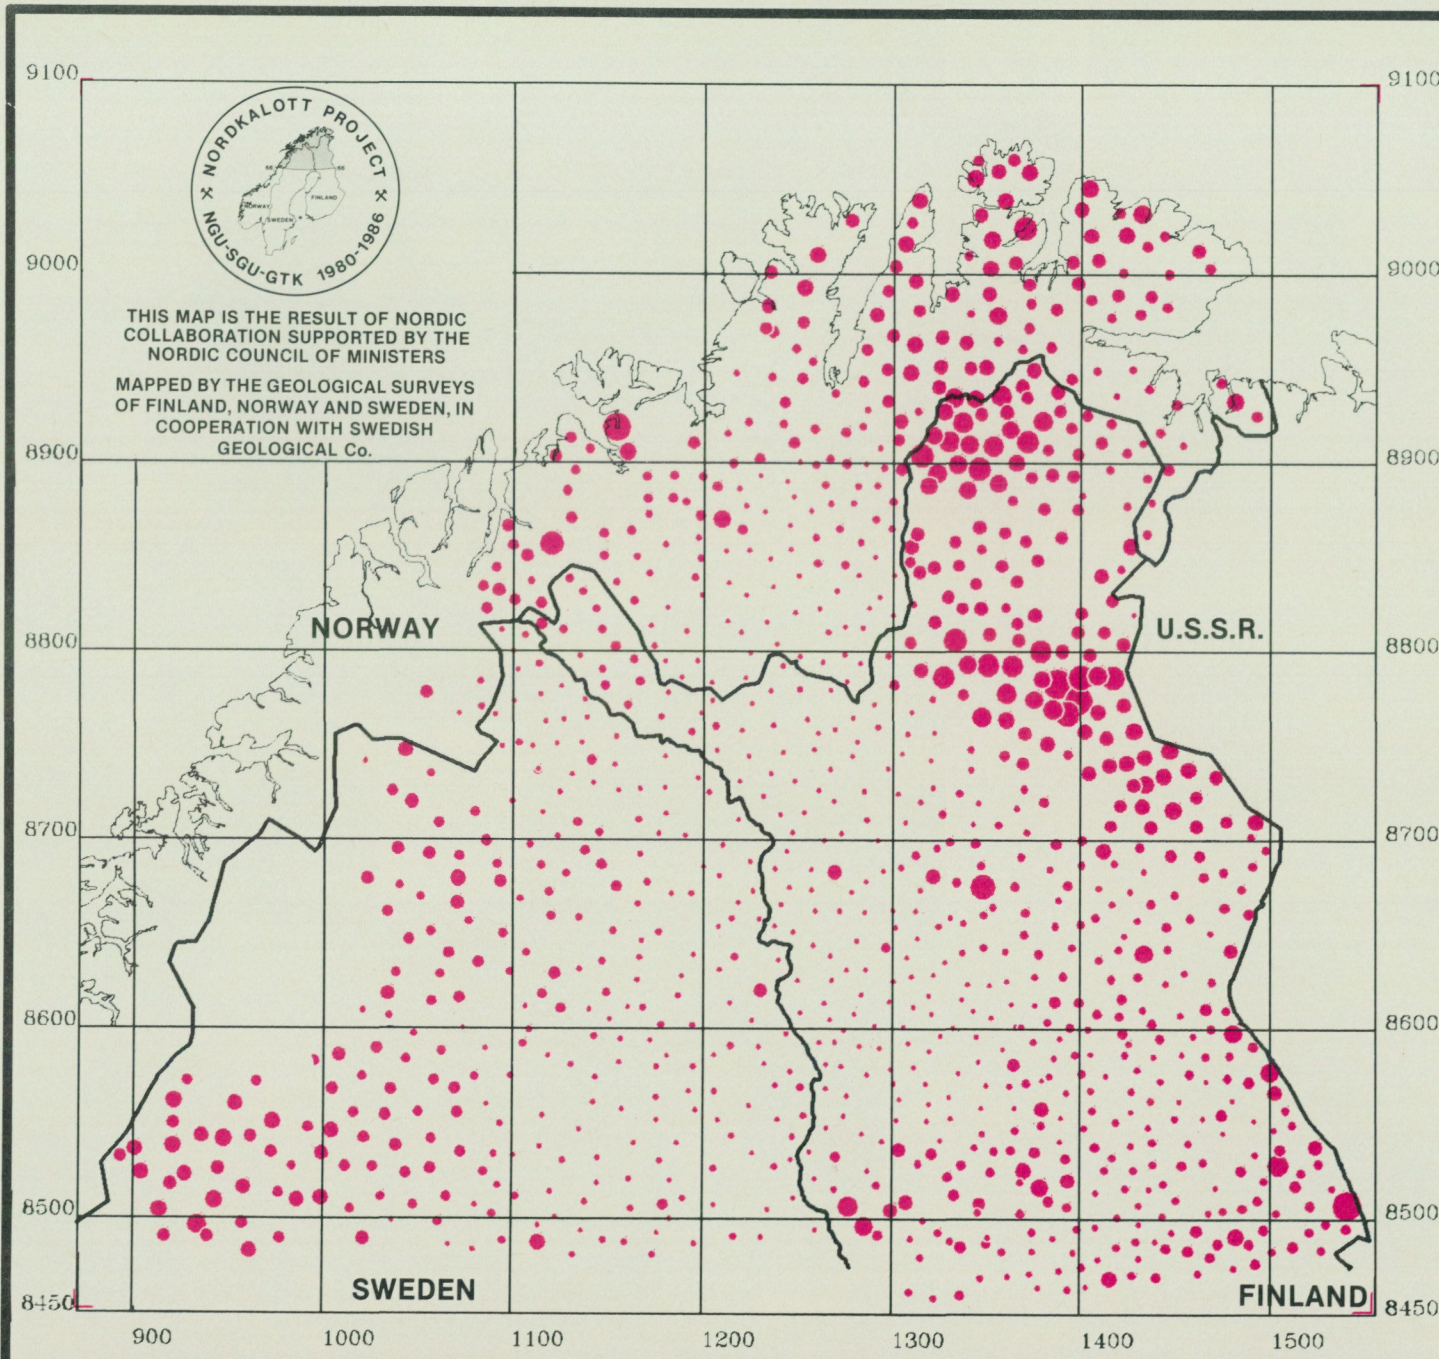 9100
9100
NORDKALOTT PROJECT
NORWAY
SWEDEN
FINLAND
NGU-SGU-GTK 1980-1986
9000
9000
THIS MAP IS THE RESULT OF NORDIC
COLLABORATION SUPPORTED BY THE
NORDIC COUNCIL OF MINISTERS
MAPPED BY THE GEOLOGICAL SURVEYS
OF FINLAND, NORWAY AND SWEDEN, IN
COOPERATION WITH SWEDISH
GEOLOGICAL Co.
8900
8900
NORWAY
U.S.S.R.
8800
8800
8700
8700
8600
8600
8500
8500
SWEDEN
FINLAND
8450
8450
900 1000 1100 1200 1300 1400 1500